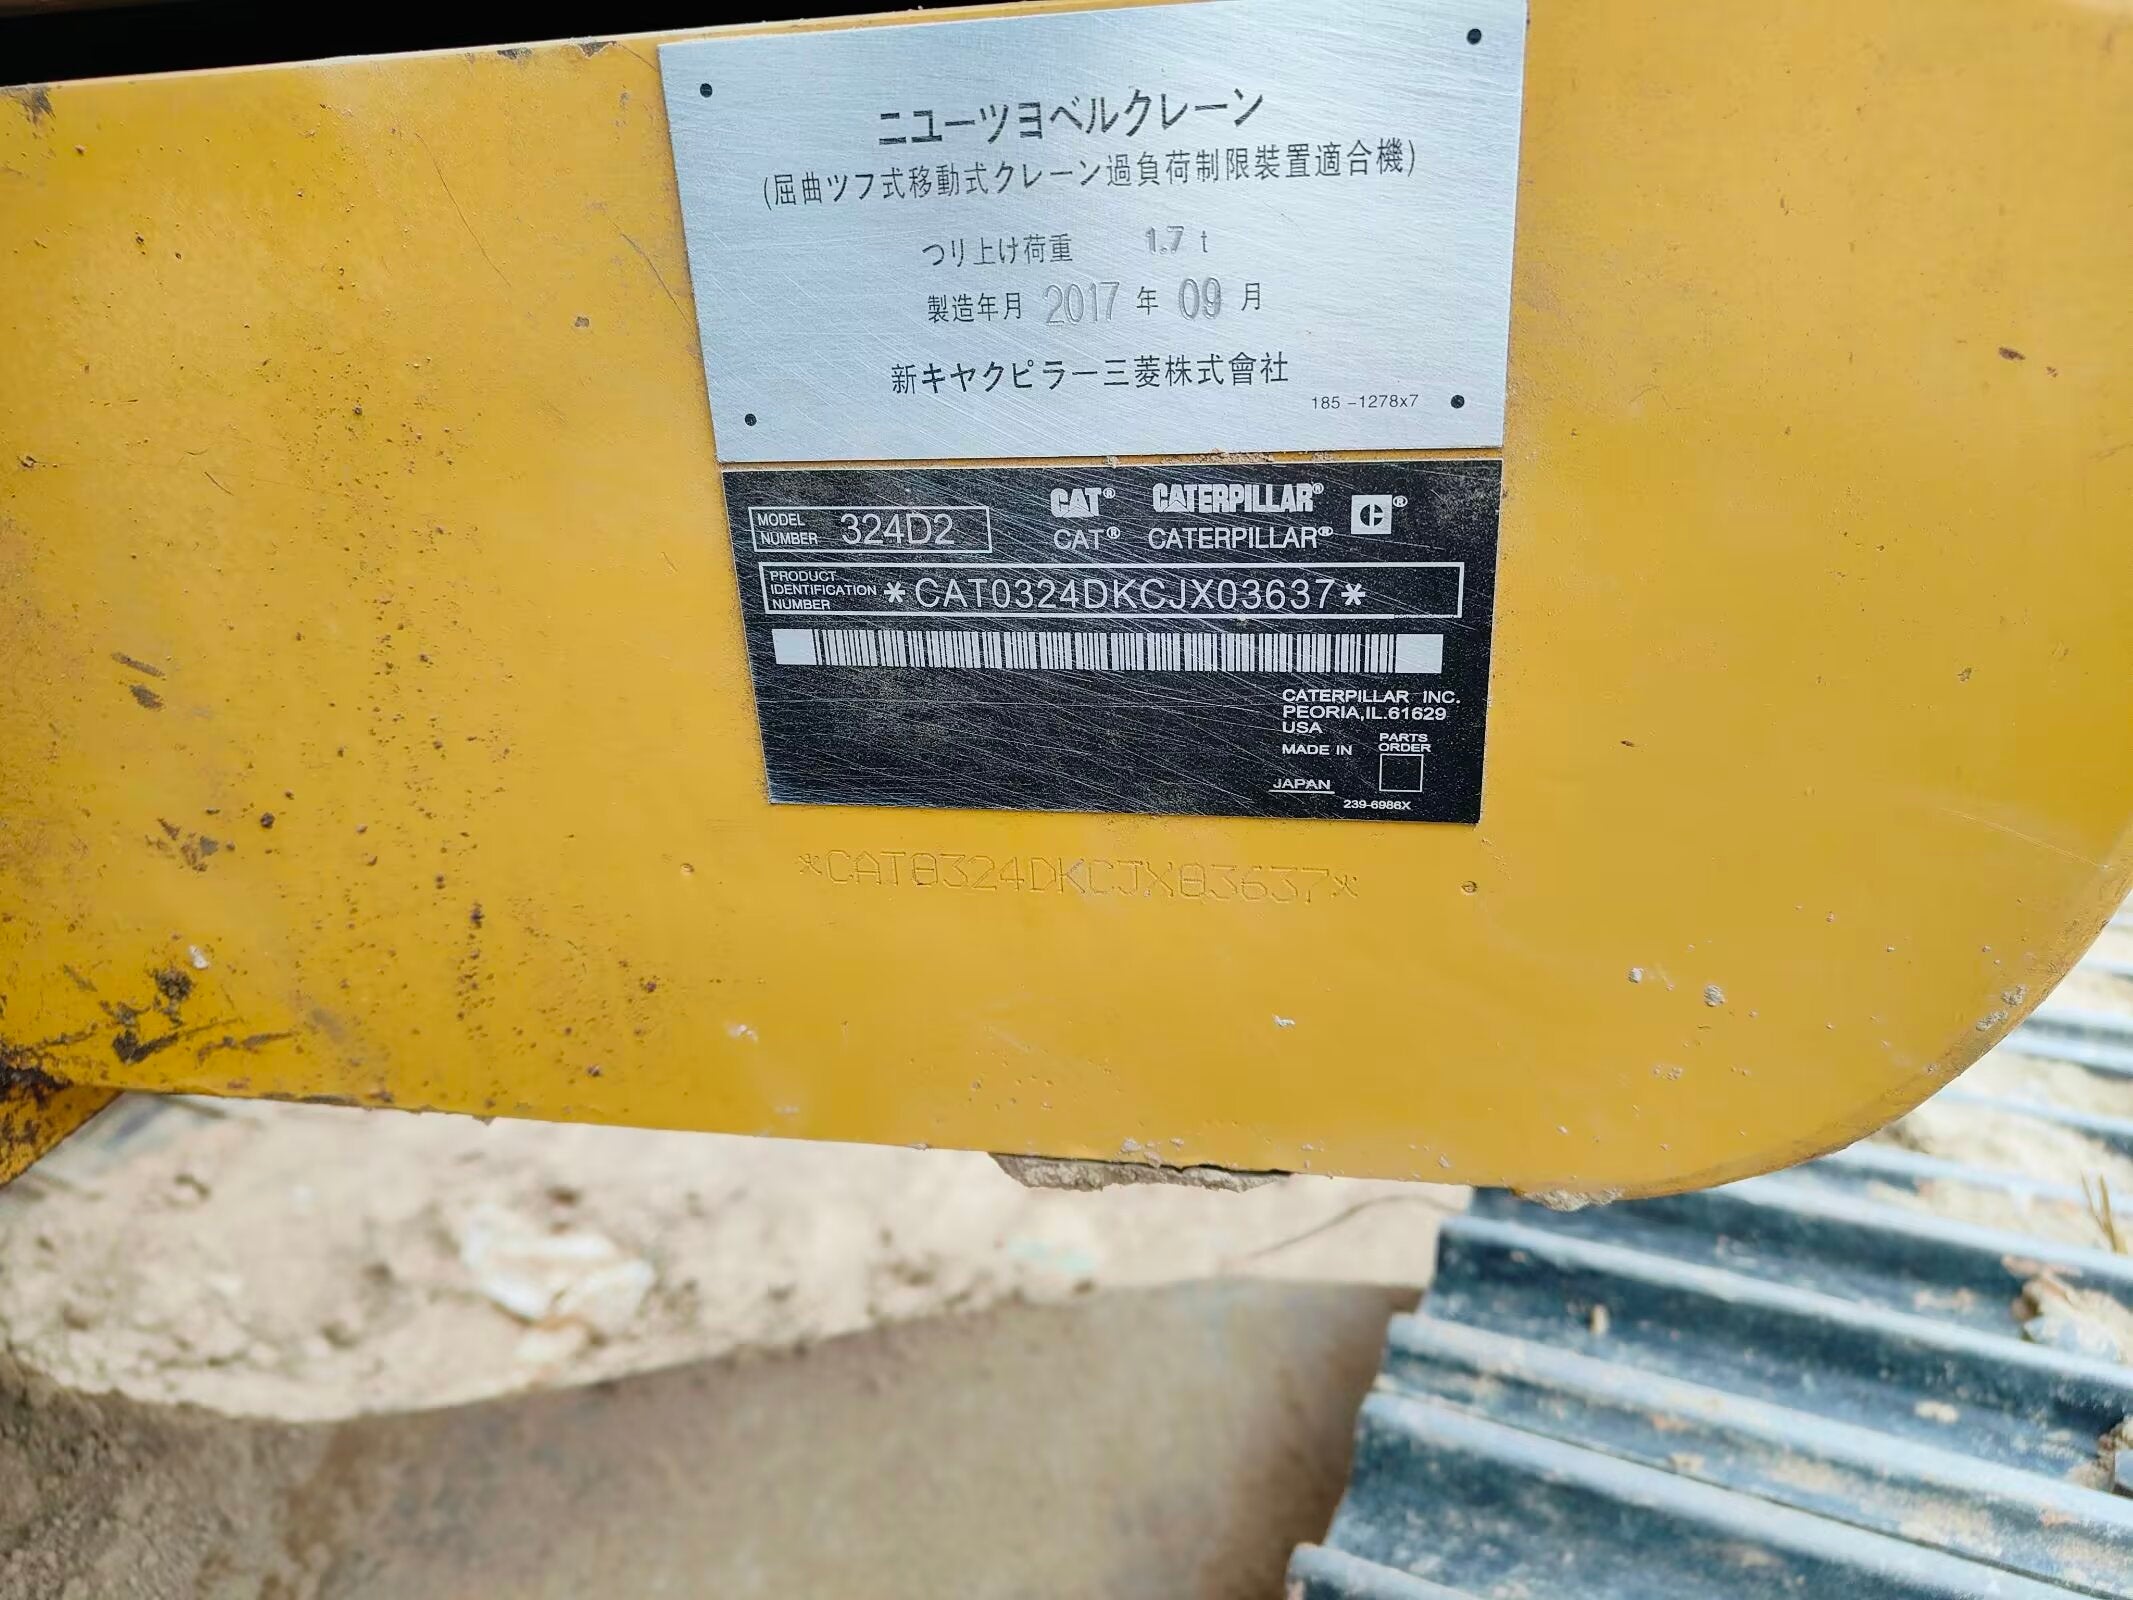 ニユーツヨベルクレーン
(屈曲ツフ式移動式クレーン過負荷制限装置適合機)
つり上け荷重 1.7 t
製造年月 2017 年 09 月
新キヤクピラー三菱株式會社
185 -1278x7
MODEL NUMBER 324D2
CAT® CATERPILLAR®
CAT® CATERPILLAR®
PRODUCT IDENTIFICATION NUMBER *CAT0324DKCJX03637*
CATERPILLAR INC.
PEORIA,IL.61629
USA
MADE IN JAPAN
PARTS ORDER
239-6986X
*CAT0324DKCJX03637*